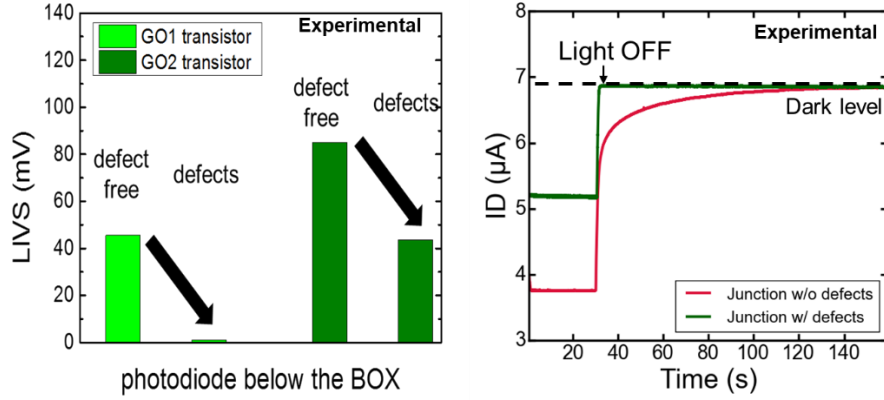 Experimental
GO1 transistor
GO2 transistor
defect
free
defects
defect
free
defects
LIVS (mV)
0
20
40
60
80
100
120
140
photodiode below the BOX
Experimental
Light OFF
Dark level
Junction w/o defects
Junction w/ defects
ID (µA)
8
7
6
5
4
3
20
40
60
80
100
120
140
Time (s)